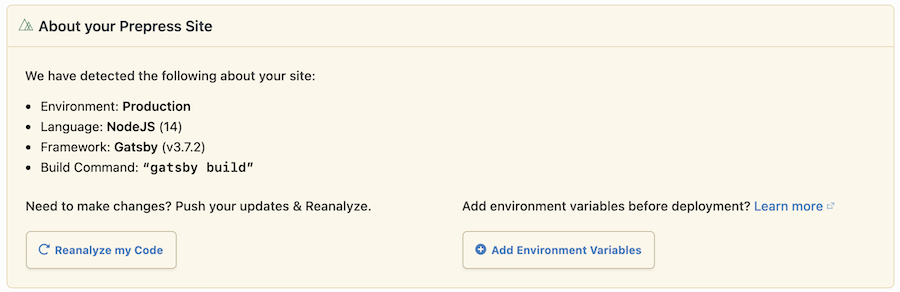 About your Prepress Site
We have detected the following about your site:
• Environment: Production
• Language: NodeJS (14)
• Framework: Gatsby (v3.7.2)
• Build Command: “gatsby build”
Need to make changes? Push your updates & Reanalyze.
Add environment variables before deployment? Learn more
Reanalyze my Code
Add Environment Variables